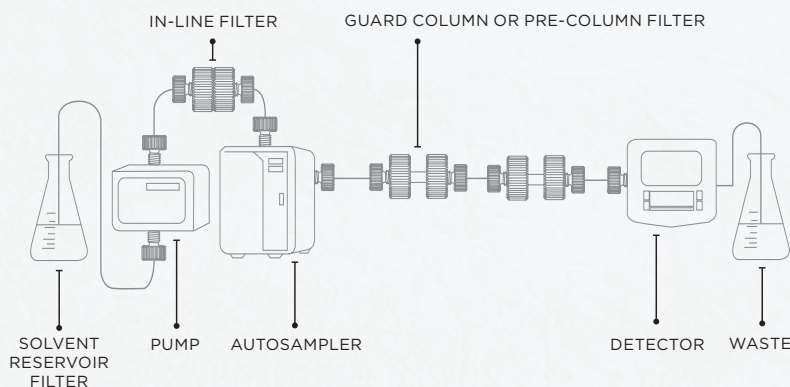 IN-LINE FILTER
GUARD COLUMN OR PRE-COLUMN FILTER
SOLVENT
RESERVOIR
FILTER
PUMP
AUTOSAMPLER
DETECTOR
WASTE